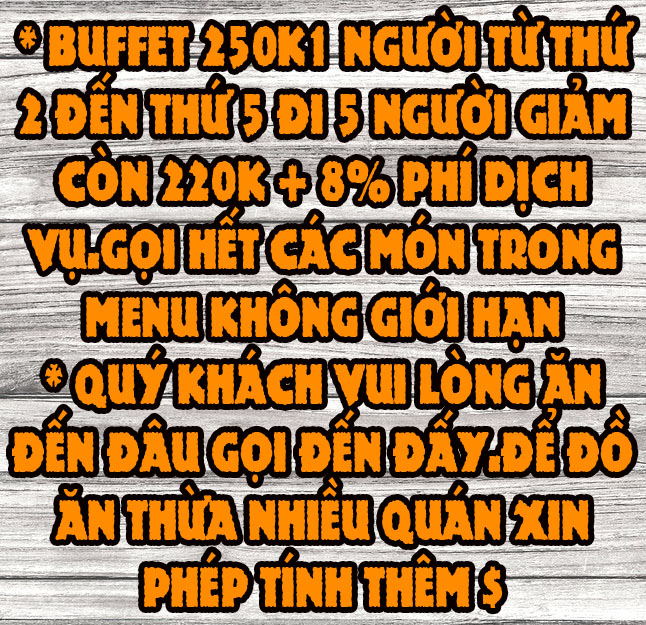 * BUFFET 250K1 NGƯỜI TỪ THỨ
2 ĐẾN THỨ 5 ĐI 5 NGƯỜI GIẢM
CÒN 220K + 8% PHÍ DỊCH
VỤ.GỌI HẾT CÁC MÓN TRONG
MENU KHÔNG GIỚI HẠN
* QUÝ KHÁCH VUI LÒNG ĂN
ĐẾN ĐÂU GỌI ĐẾN ĐẤY.ĐỂ ĐỒ
ĂN THỪA NHIỀU QUÁN XIN
PHÉP TÍNH THÊM $